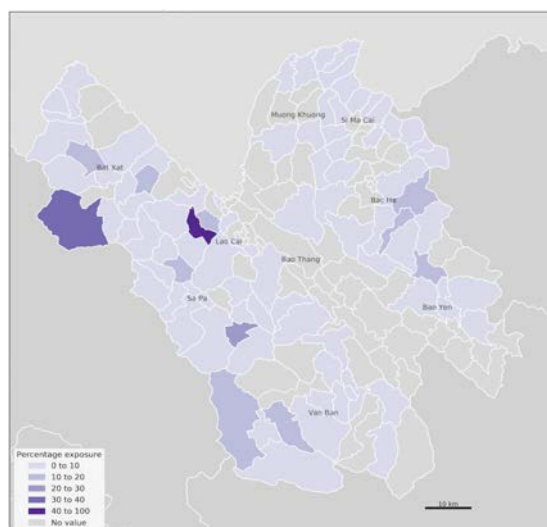 Muong Khuong
Si Ma Cai
Bat Xat
Bac Ha
Lao Cai
Bao Thang
Sa Pa
Bao Yen
Van Ban
Percentage exposure
0 to 10
10 to 20
20 to 30
30 to 40
40 to 100
No value
10 km